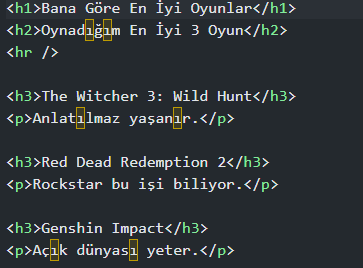 <h1>Bana Göre En İyi Oyunlar</h1>
<h2>Oynadığım En İyi 3 Oyun</h2>
<hr />
<h3>The Witcher 3: Wild Hunt</h3>
<p>Anlatılmaz yaşanır.</p>
<h3>Red Dead Redemption 2</h3>
<p>Rockstar bu işi biliyor.</p>
<h3>Genshin Impact</h3>
<p>Açık dünyası yeter.</p>